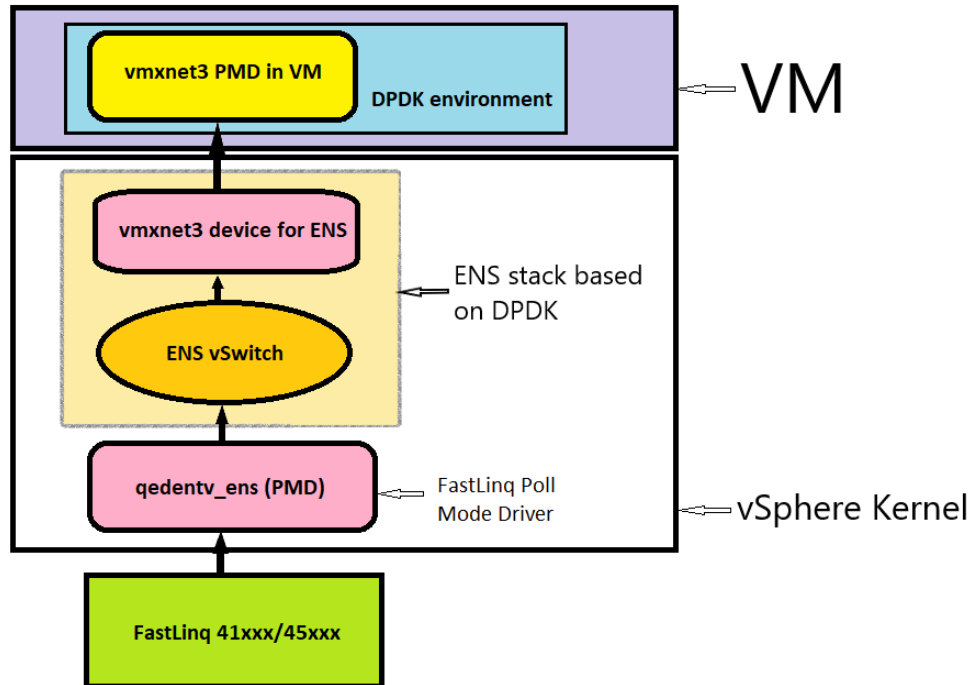 vmxnet3 PMD in VM
DPDK environment
VM
vmxnet3 device for ENS
ENS stack based
on DPDK
ENS vSwitch
qedentv_ens (PMD)
FastLinq Poll
Mode Driver
vSphere Kernel
FastLinq 41xxx/45xxx